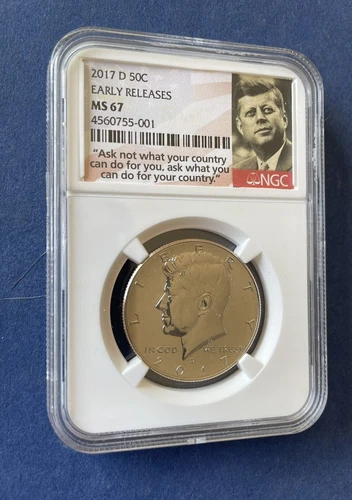 2017 D 50C
EARLY RELEASES
MS 67
4560755-001
"Ask not what your country
can do for you, ask what you
can do for your country."
NGC
LIBERTY
IN GOD WE TRUST
D
2017